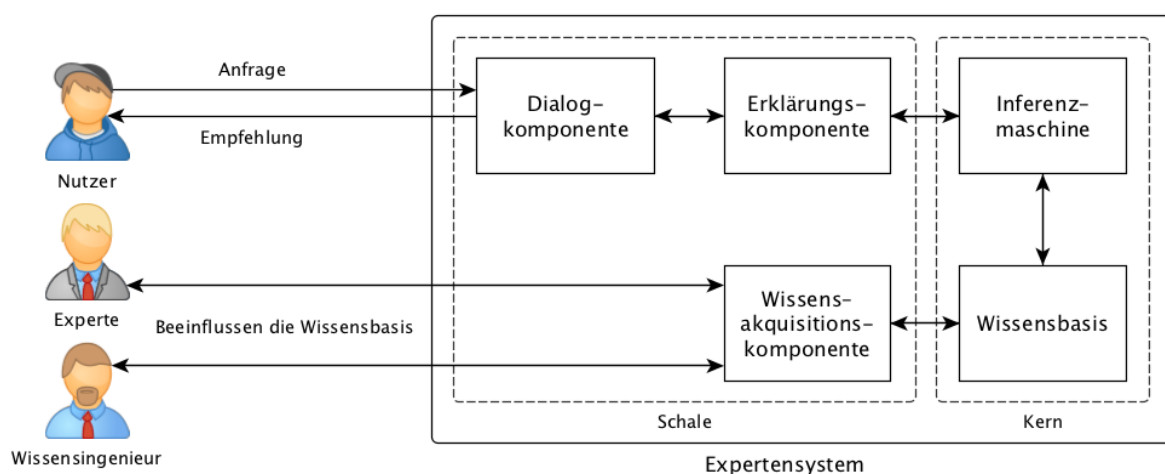 Anfrage
Empfehlung
Nutzer
Dialog-
komponente
Erklärungs-
komponente
Inferenz-
maschine
Experte
Beeinflussen die Wissensbasis
Wissensingenieur
Wissens-
akquisitions-
komponente
Wissensbasis
Schale
Kern
Expertensystem